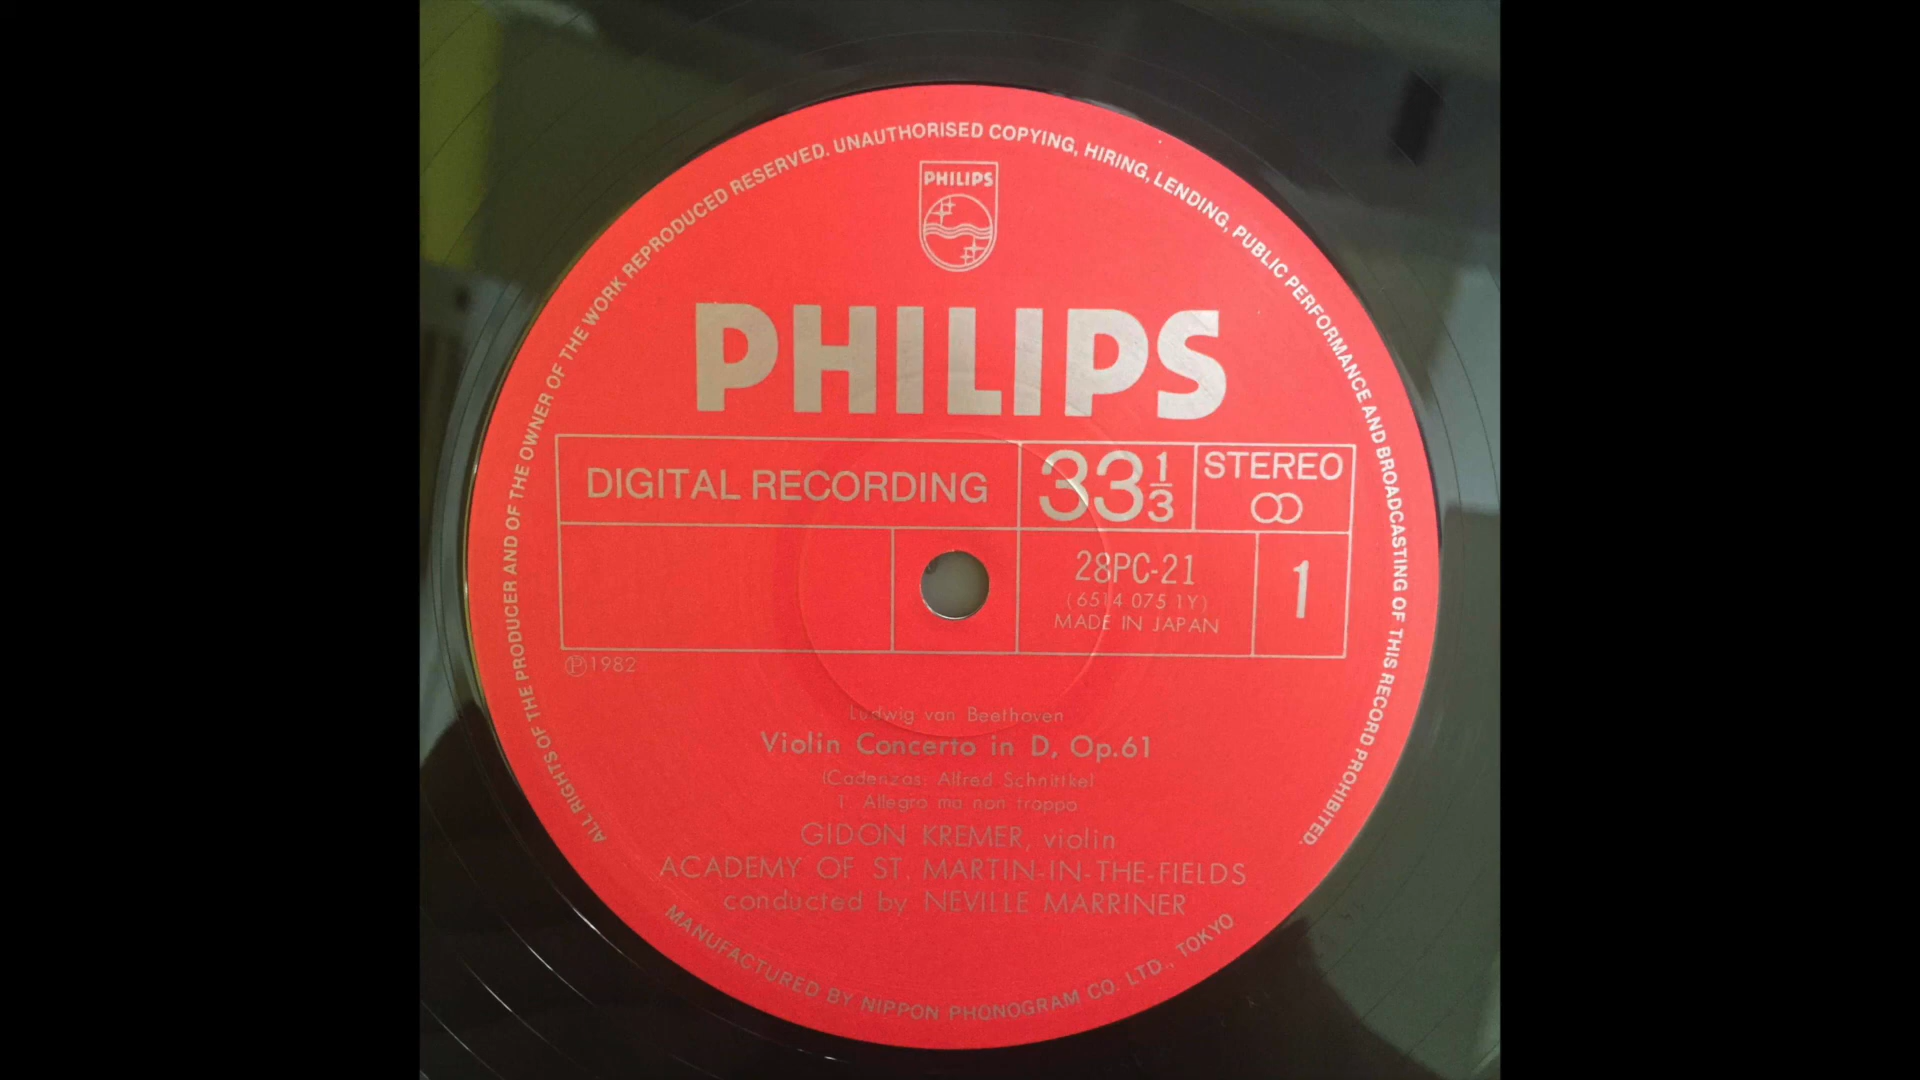 ALL RIGHTS OF THE PRODUCER AND OF THE OWNER OF THE WORK REPRODUCED RESERVED. UNAUTHORISED COPYING, HIRING, LENDING, PUBLIC PERFORMANCE AND BROADCASTING OF THIS RECORD PROHIBITED.
PHILIPS
PHILIPS
DIGITAL RECORDING
33 1/3
STEREO
28PC-21
(6514 075 1Y)
MADE IN JAPAN
1
Ⓟ1982
Ludwig van Beethoven
Violin Concerto in D, Op.61
(Cadenzas: Alfred Schnittke)
1. Allegro ma non troppo
GIDON KREMER, violin
ACADEMY OF ST. MARTIN-IN-THE-FIELDS
conducted by NEVILLE MARRINER
MANUFACTURED BY NIPPON PHONOGRAM CO. LTD., TOKYO